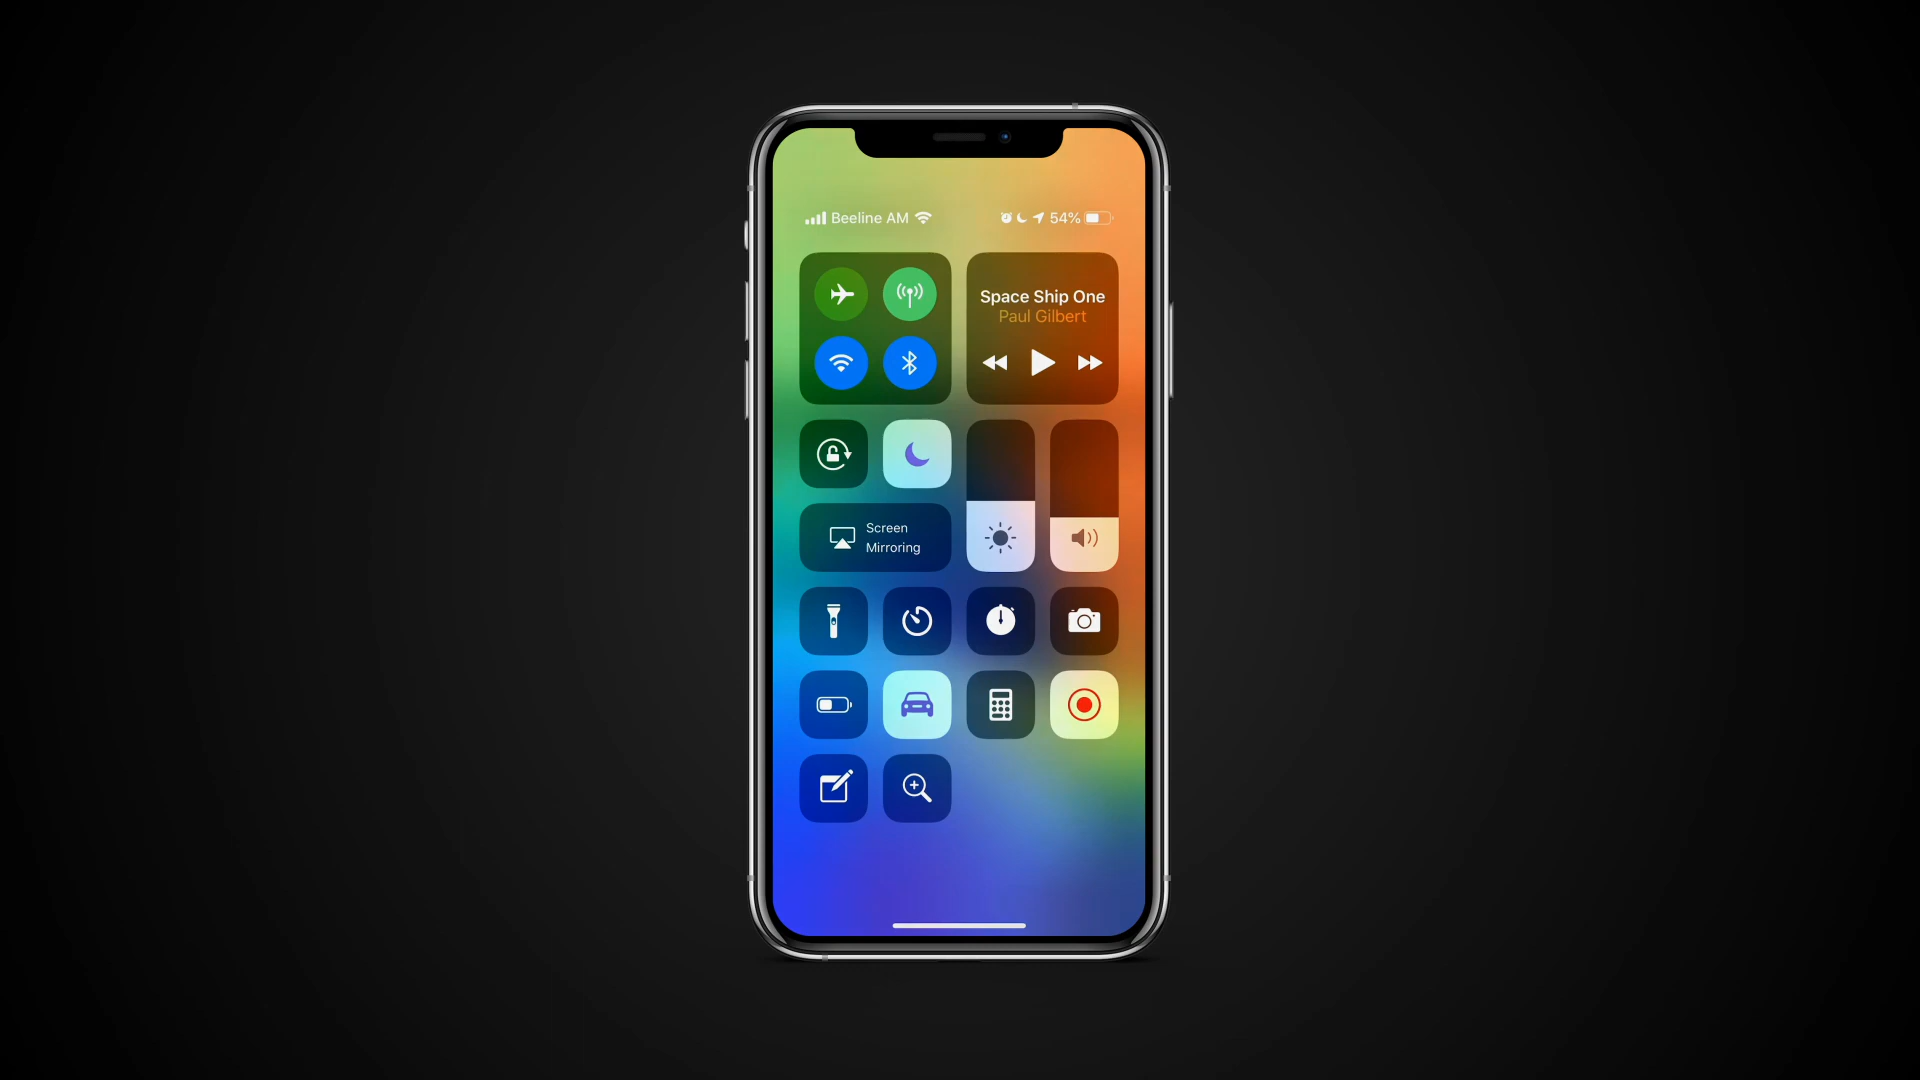 Beeline AM
54%
Space Ship One
Paul Gilbert
Screen
Mirroring